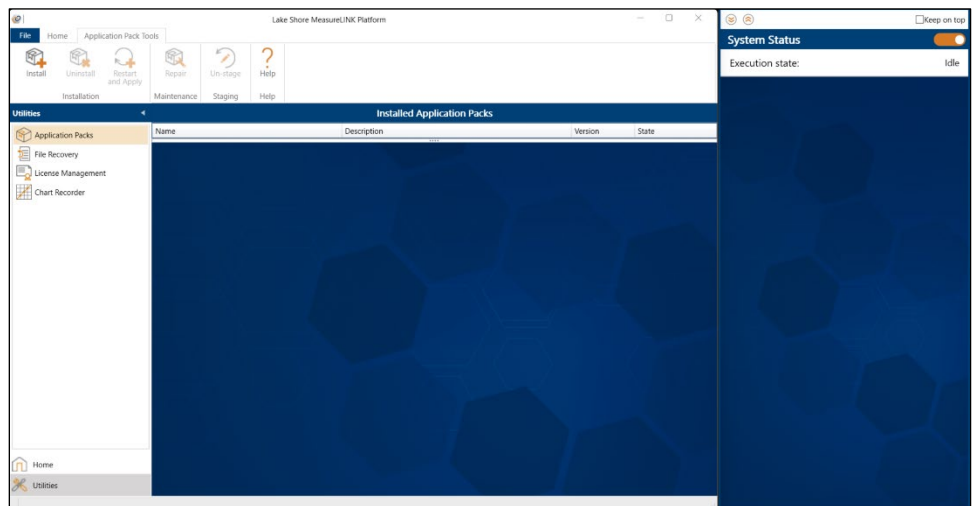 Lake Shore MeasureLINK Platform
File Home Application Pack Tools
Install Uninstall Restart and Apply Repair Un-stage Help
Installation Maintenance Staging Help
Utilities
Application Packs
File Recovery
License Management
Chart Recorder
Home
Utilities
Installed Application Packs
Name Description Version State
Keep on top
System Status
Execution state: Idle